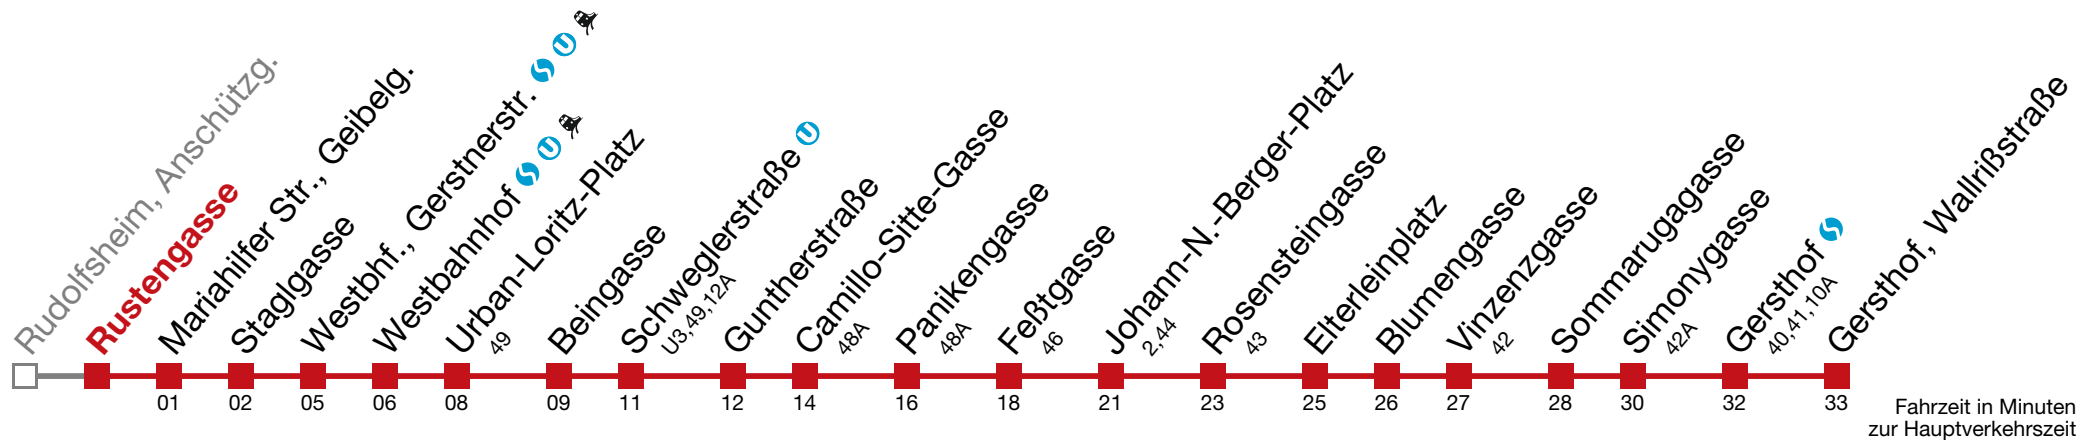 Rudolfsheim, Anschützg.
Rustengasse
Mariahilfer Str., Geibelg.
Staglgasse
Westbhf., Gerstnerstr.
Westbahnhof
Urban-Loritz-Platz
49
Beingasse
Schweglerstraße
U3,49,12A
Guntherstraße
Camillo-Sitte-Gasse
48A
Panikengasse
48A
Feßtgasse
46
Johann-N.-Berger-Platz
2,44
Rosensteingasse
43
Elterleinplatz
Blumengasse
Vinzenzgasse
42
Sommarugagasse
Simonygasse
42A
Gersthof
40,41,10A
Gersthof, Wallrißstraße
01 02 05 06 08 09 11 12 14 16 18 21 23 25 26 27 28 30 32 33
Fahrzeit in Minuten
zur Hauptverkehrszeit